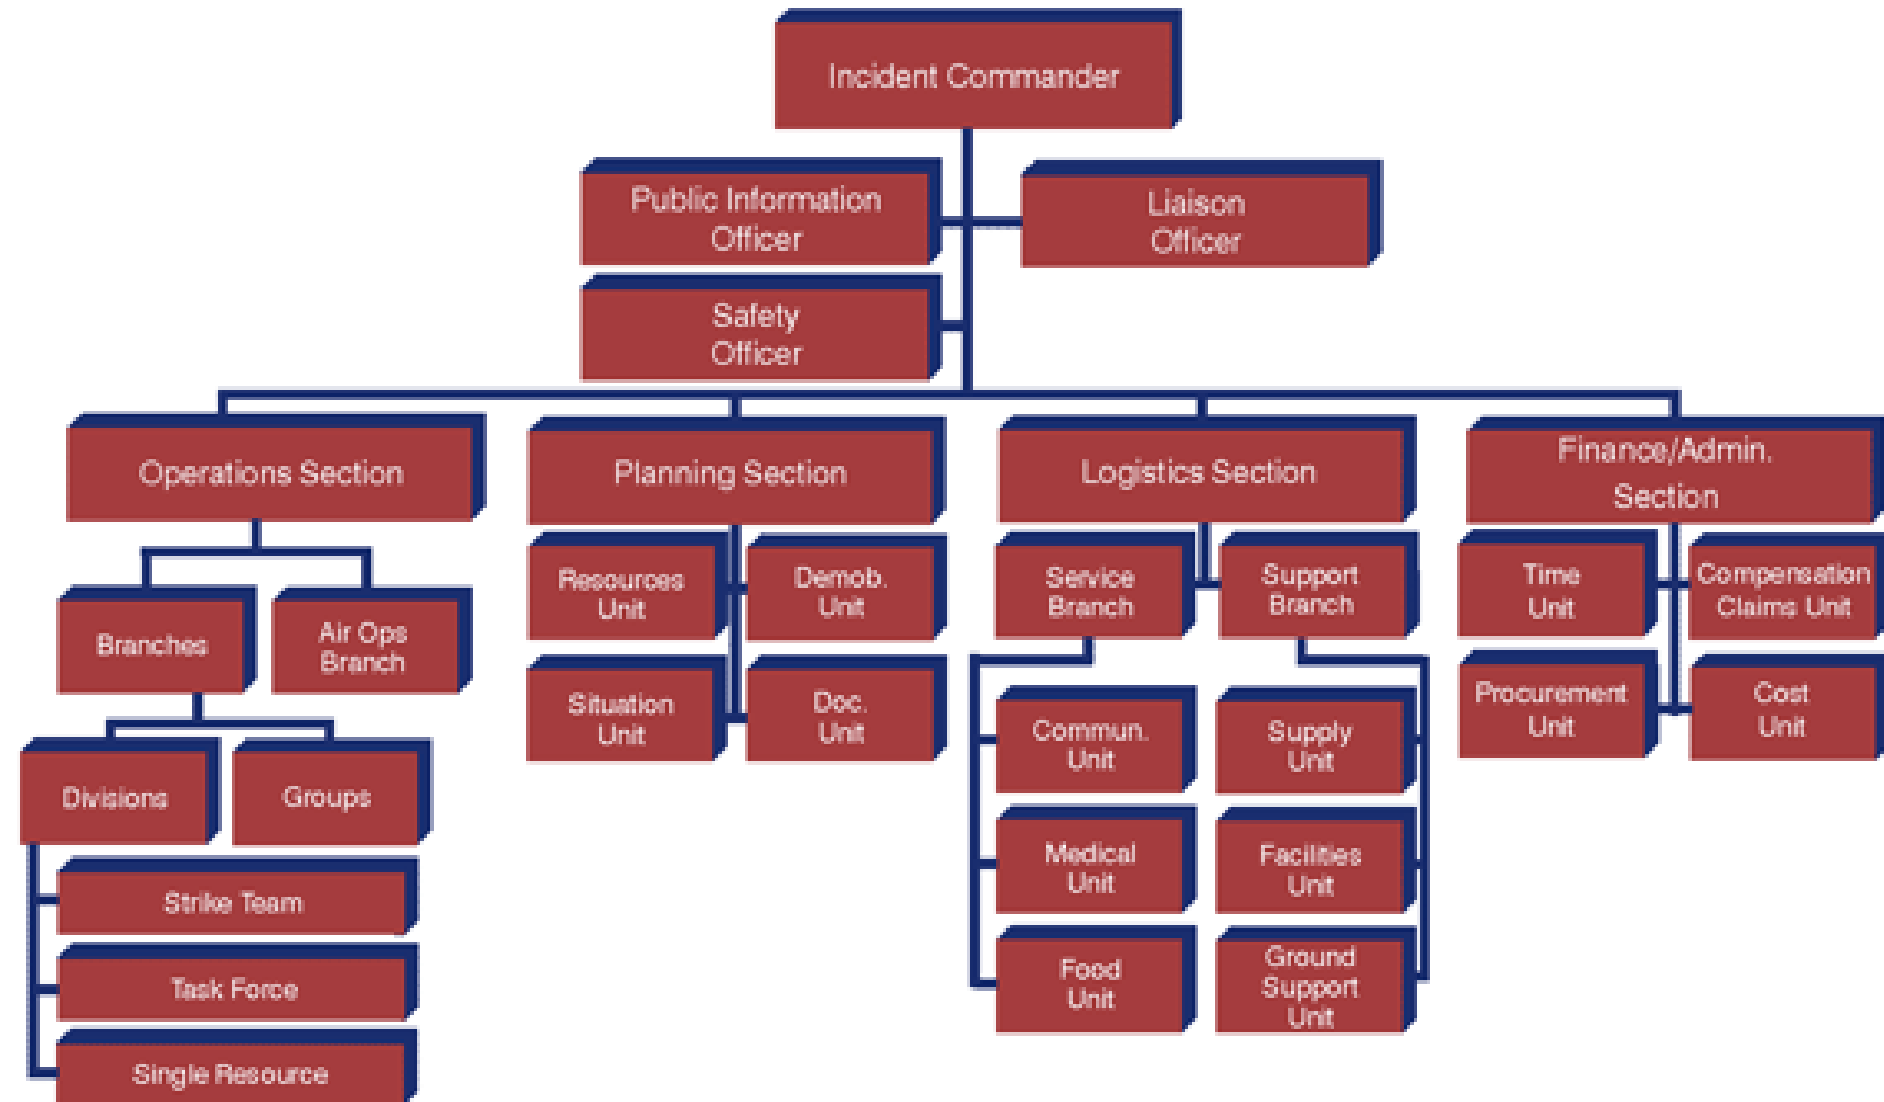 Incident Commander
Public Information
Officer
Liaison
Officer
Safety
Officer
Operations Section
Planning Section
Logistics Section
Finance/Admin.
Section
Branches
Air Ops
Branch
Divisions
Groups
Strike Team
Task Force
Single Resource
Resources
Unit
Demob.
Unit
Situation
Unit
Doc.
Unit
Service
Branch
Support
Branch
Commun.
Unit
Supply
Unit
Medical
Unit
Facilities
Unit
Food
Unit
Ground
Support
Unit
Time
Unit
Compensation
Claims Unit
Procurement
Unit
Cost
Unit